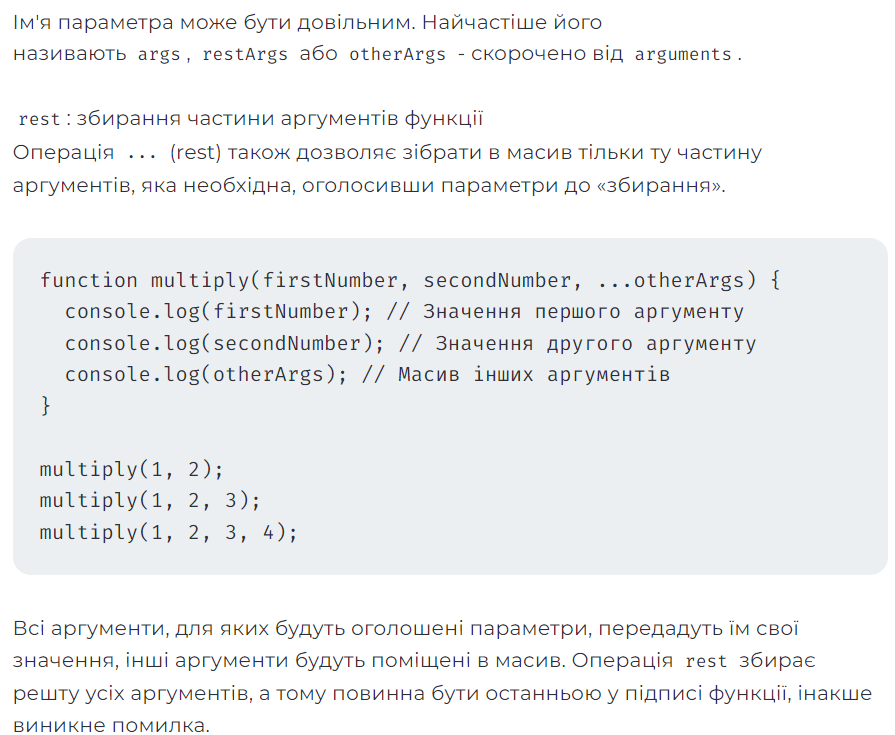 Ім'я параметра може бути довільним. Найчастіше його
називають args, restArgs або otherArgs - скорочено від arguments.
rest: збирання частини аргументів функції
Операція ... (rest) також дозволяє зібрати в масив тільки ту частину
аргументів, яка необхідна, оголосивши параметри до «збирання».
function multiply(firstNumber, secondNumber, ...otherArgs) {
  console.log(firstNumber); // Значення першого аргументу
  console.log(secondNumber); // Значення другого аргументу
  console.log(otherArgs); // Масив інших аргументів
}
multiply(1, 2);
multiply(1, 2, 3);
multiply(1, 2, 3, 4);
Всі аргументи, для яких будуть оголошені параметри, передадуть їм свої
значення, інші аргументи будуть поміщені в масив. Операція rest збирає
решту усіх аргументів, а тому повинна бути останньою у підписі функції, інакше
виникне помилка.